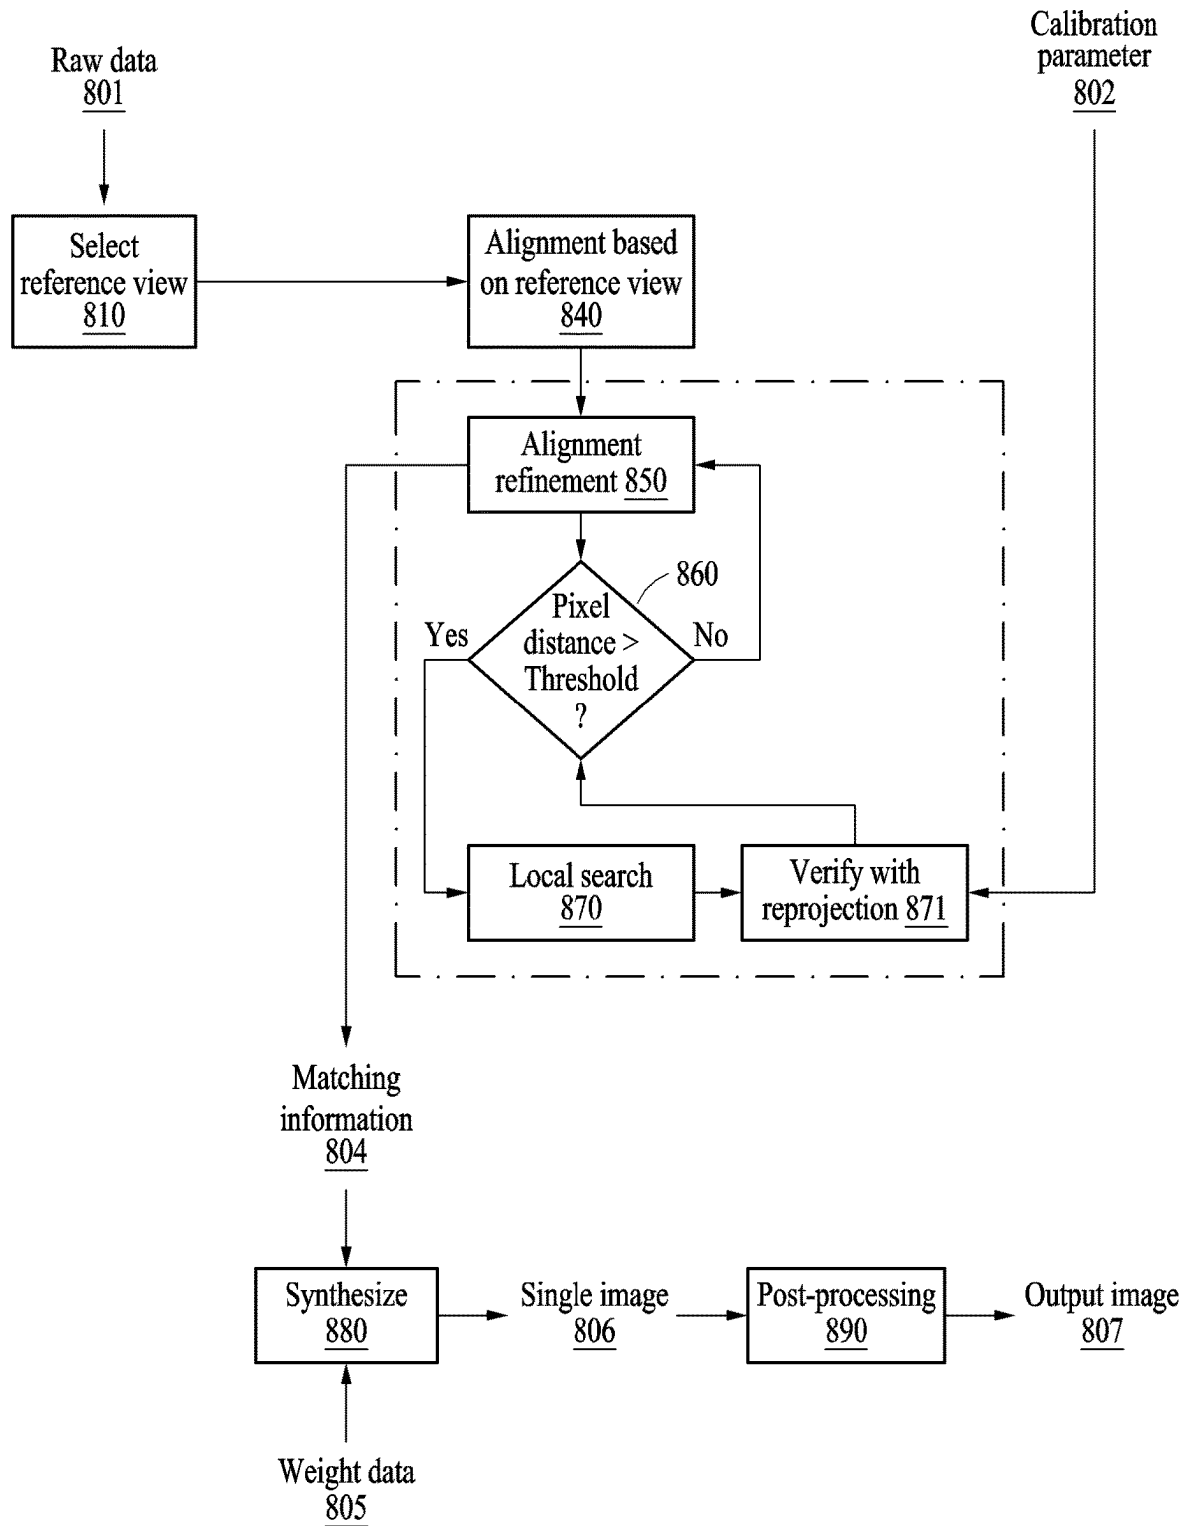 Calibration
parameter
802
Raw data
801
Select
reference view
810
Alignment based
on reference view
840
Alignment
refinement 850
860
Pixel
distance >
Threshold
?
Yes
No
Local search
870
Verify with
reprojection 871
Matching
information
804
Synthesize
880
Single image
806
Post-processing
890
Output image
807
Weight data
805